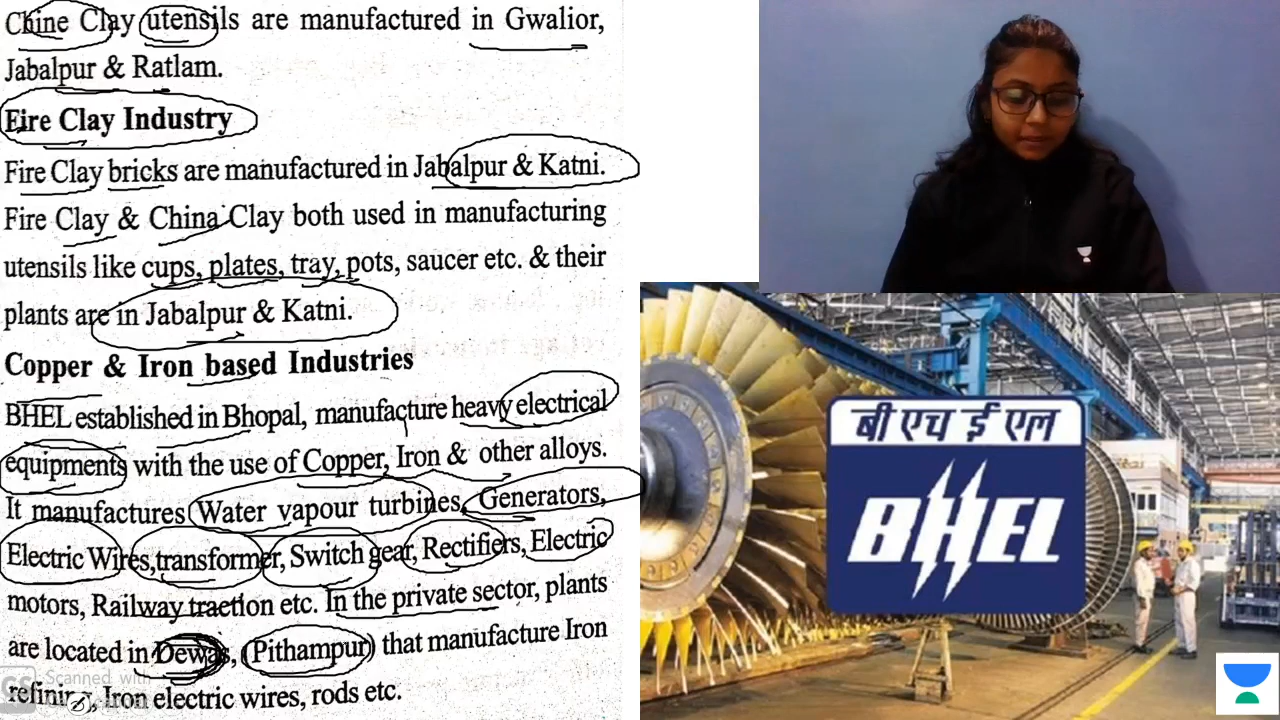 Chine Clay utensils are manufactured in Gwalior,
Jabalpur & Ratlam.
Fire Clay Industry
Fire Clay bricks are manufactured in Jabalpur & Katni.
Fire Clay & China Clay both used in manufacturing
utensils like cups, plates, tray, pots, saucer etc. & their
plants are in Jabalpur & Katni.
Copper & Iron based Industries
BHEL established in Bhopal, manufacture heavy electrical
equipments with the use of Copper, Iron & other alloys.
It manufactures Water vapour turbines, Generators,
Electric Wires, transformer, Switch gear, Rectifiers, Electric
motors, Railway traction etc. In the private sector, plants
are located in Dewas, (Pithampur) that manufacture Iron
refining, Iron electric wires, rods etc.
CS Scanned with
बी एच ई एल
BHEL